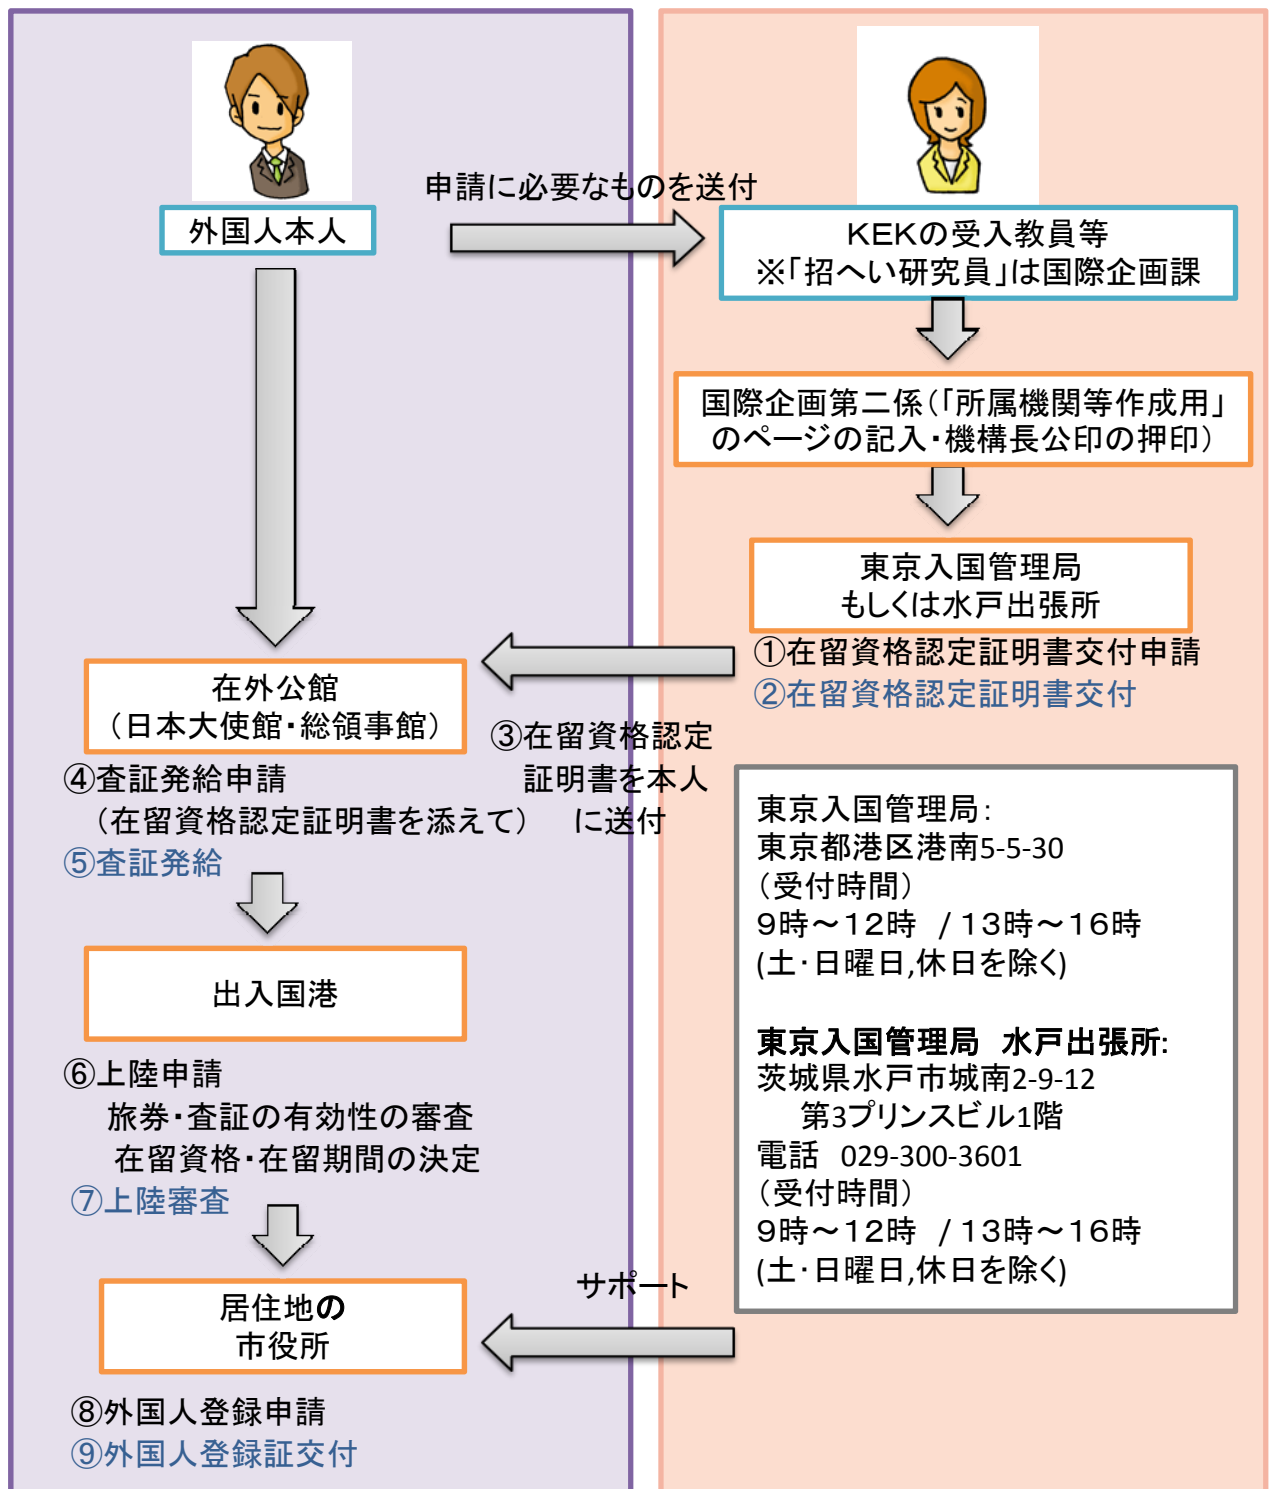 申請に必要なものを送付
外国人本人
KEKの受入教員等
※「招へい研究員」は国際企画課
国際企画第二係（「所属機関等作成用」
のページの記入・機構長公印の押印）
東京入国管理局
もしくは水戸出張所
①在留資格認定証明書交付申請
②在留資格認定証明書交付
在外公館
（日本大使館・総領事館）
③在留資格認定
証明書を本人
に送付
④査証発給申請
（在留資格認定証明書を添えて）
⑤査証発給
出入国港
⑥上陸申請
旅券・査証の有効性の審査
在留資格・在留期間の決定
⑦上陸審査
東京入国管理局：
東京都港区港南5-5-30
（受付時間）
９時～１２時 /１３時～１６時
(土･日曜日,休日を除く)
東京入国管理局 水戸出張所:
茨城県水戸市城南2-9-12
第3プリンスビル1階
電話 029-300-3601
（受付時間）
９時～１２時 /１３時～１６時
(土･日曜日,休日を除く)
サポート
居住地の
市役所
⑧外国人登録申請
⑨外国人登録証交付